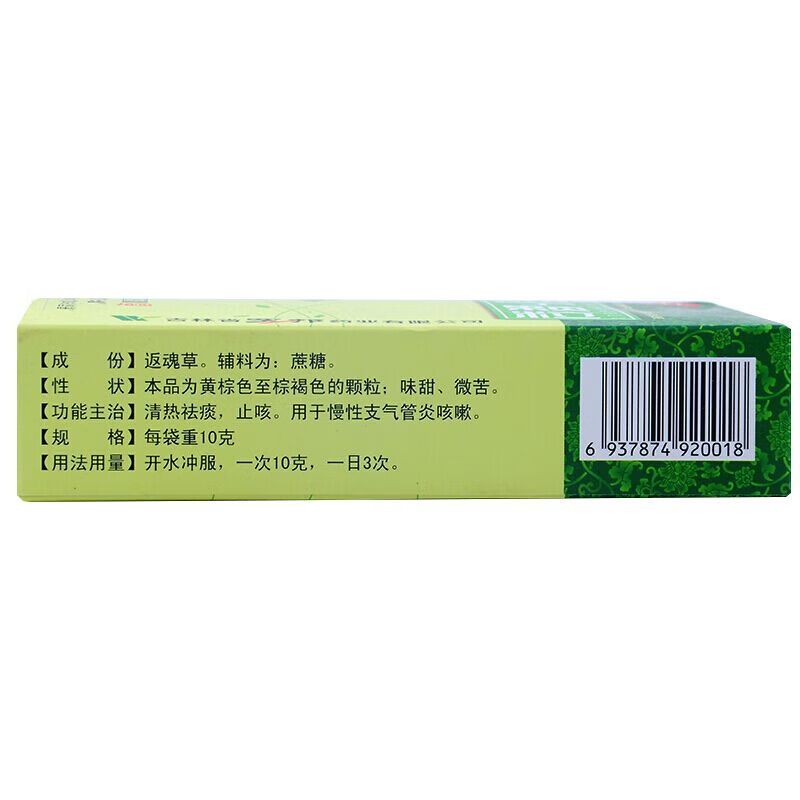 【成　份】返魂草。辅料为：蔗糖。
【性　状】本品为黄棕色至棕褐色的颗粒；味甜、微苦。
【功能主治】清热祛痰，止咳。用于慢性支气管炎咳嗽。
【规　格】每袋重10克
【用法用量】开水冲服，一次10克，一日3次。
6 937874 920018